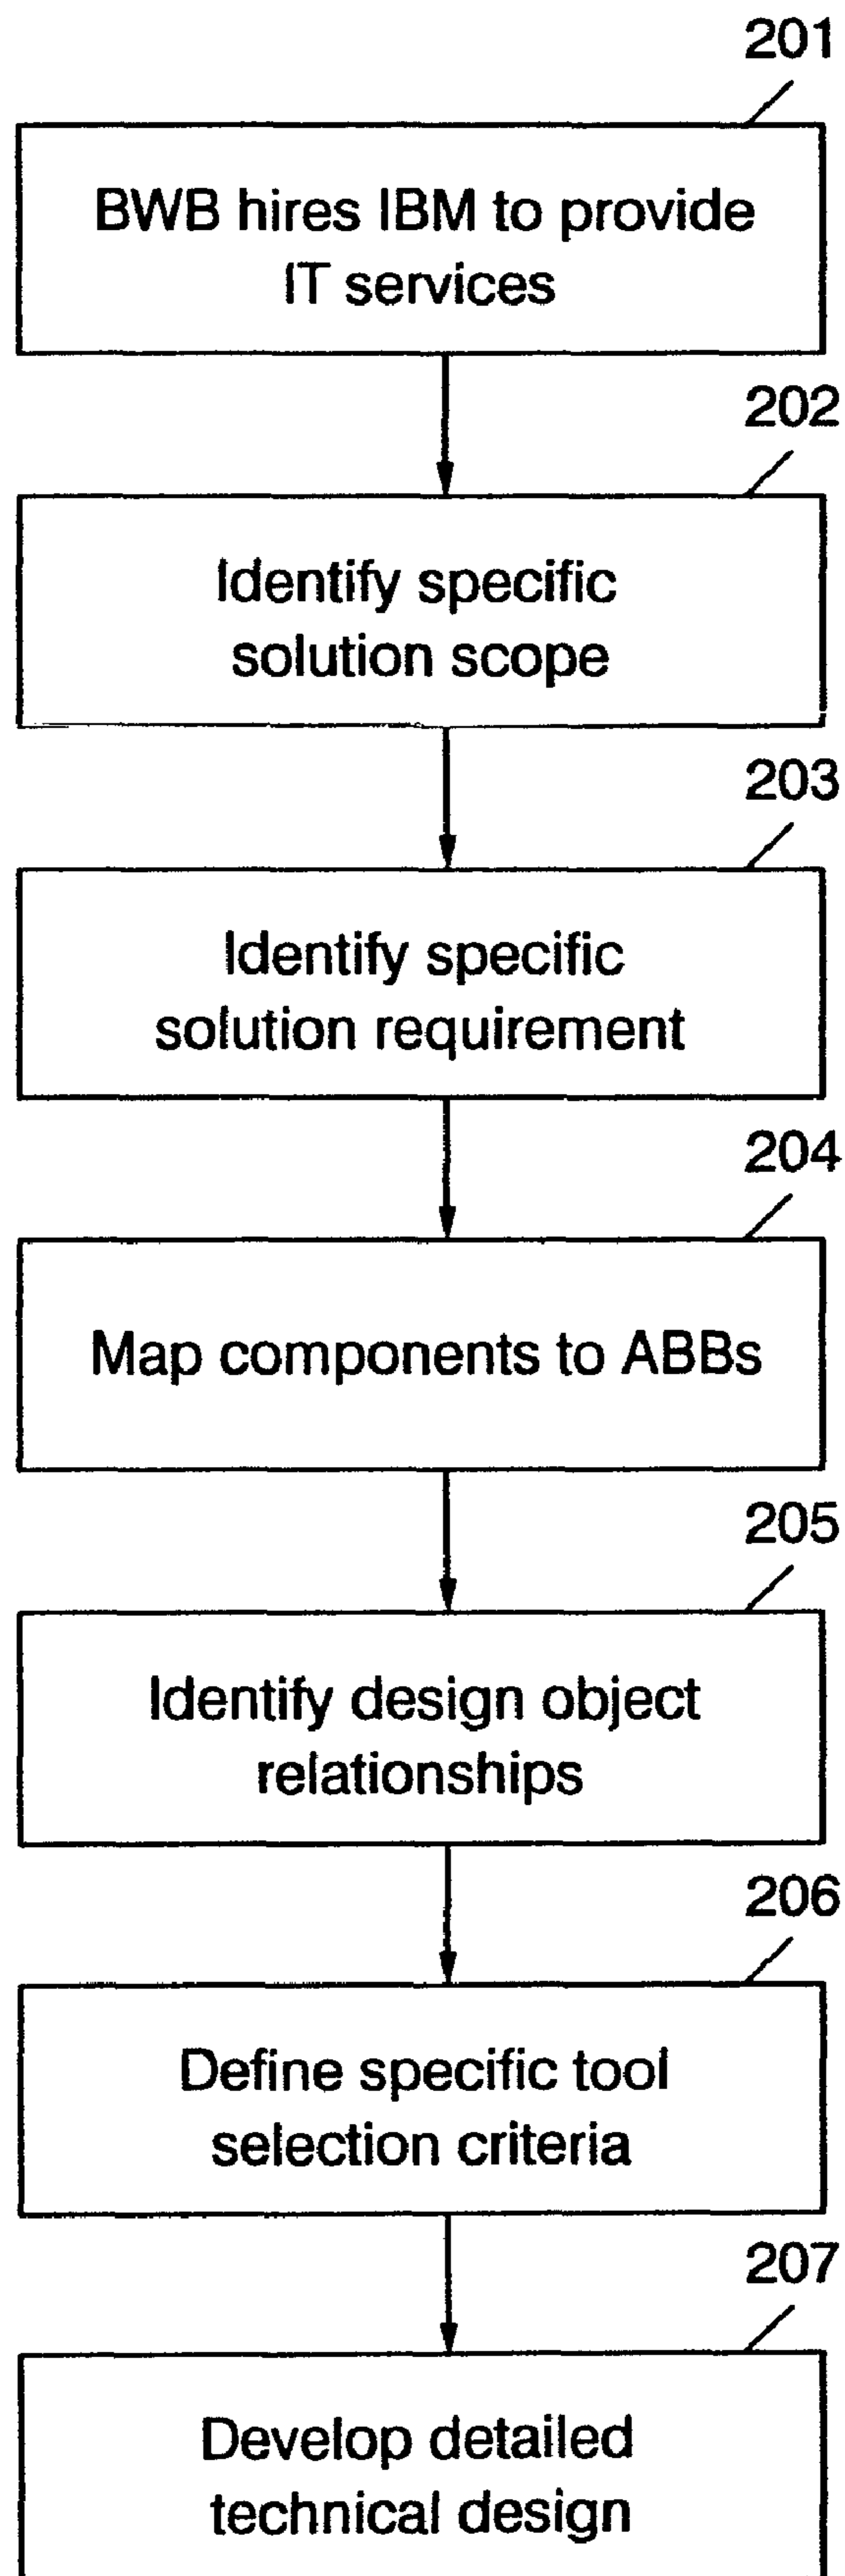 201
BWB hires IBM to provide
IT services
202
Identify specific
solution scope
203
Identify specific
solution requirement
204
Map components to ABBs
205
Identify design object
relationships
206
Define specific tool
selection criteria
207
Develop detailed
technical design